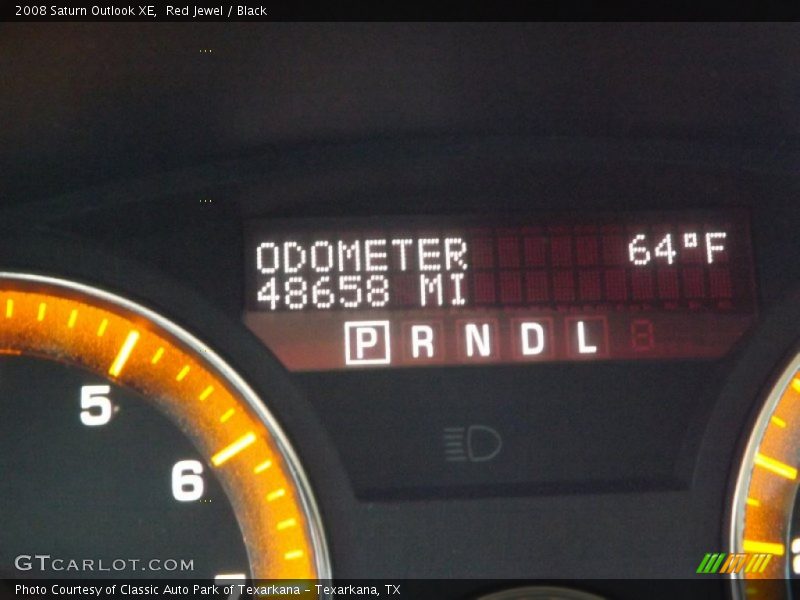 2008 Saturn Outlook XE,  Red Jewel / Black
ODOMETER 64°F
48658 MI
P R N D L
5
6
GTCARLOT.COM
Photo Courtesy of Classic Auto Park of Texarkana – Texarkana, TX